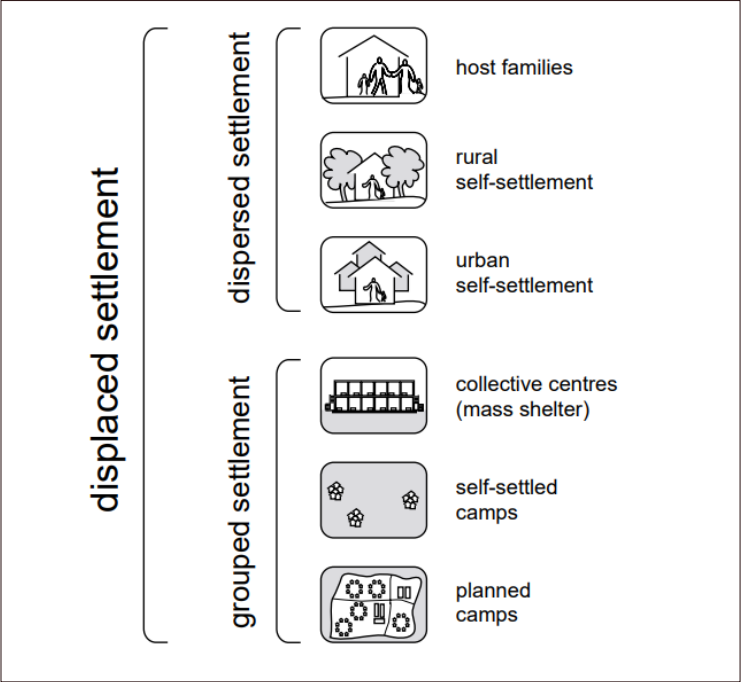 displaced settlement
dispersed settlement
host families
rural
self-settlement
urban
self-settlement
grouped settlement
collective centres
(mass shelter)
self-settled
camps
planned
camps